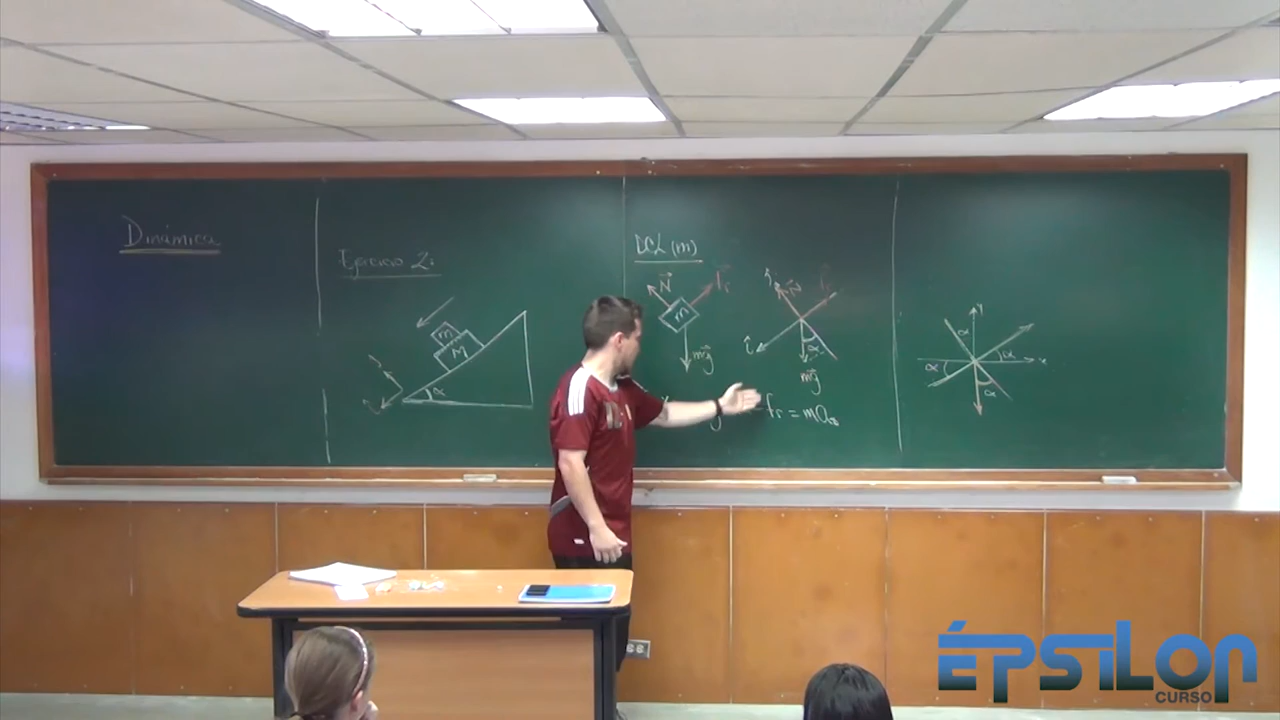 Dinámica
Ejercicio 2:
m
M
α
DCL (m)
N
fr
m
mg
ĵ
N
fr
î
α
mg
fr = ma
y
α
α
x
α
α
ÉPSILON
CURSO